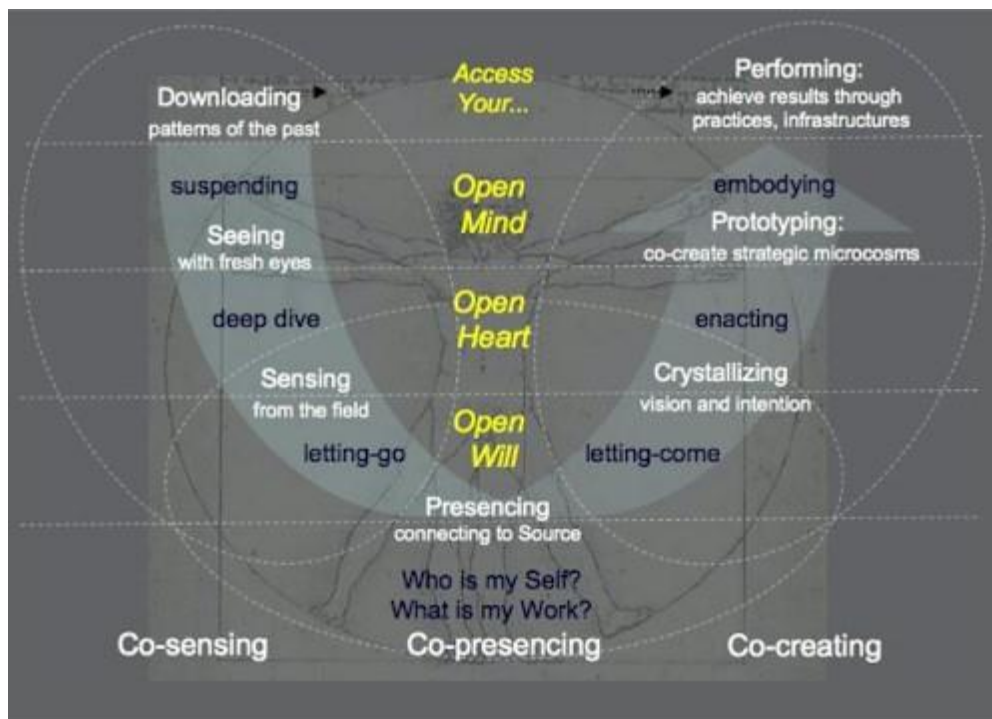 Access
Your...
Downloading
patterns of the past
Performing:
achieve results through
practices, infrastructures
suspending
Open
Mind
embodying
Seeing
with fresh eyes
Prototyping:
co-create strategic microcosms
deep dive
Open
Heart
enacting
Sensing
from the field
Crystallizing
vision and intention
letting-go
Open
Will
letting-come
Presencing
connecting to Source
Who is my Self?
What is my Work?
Co-sensing
Co-presencing
Co-creating